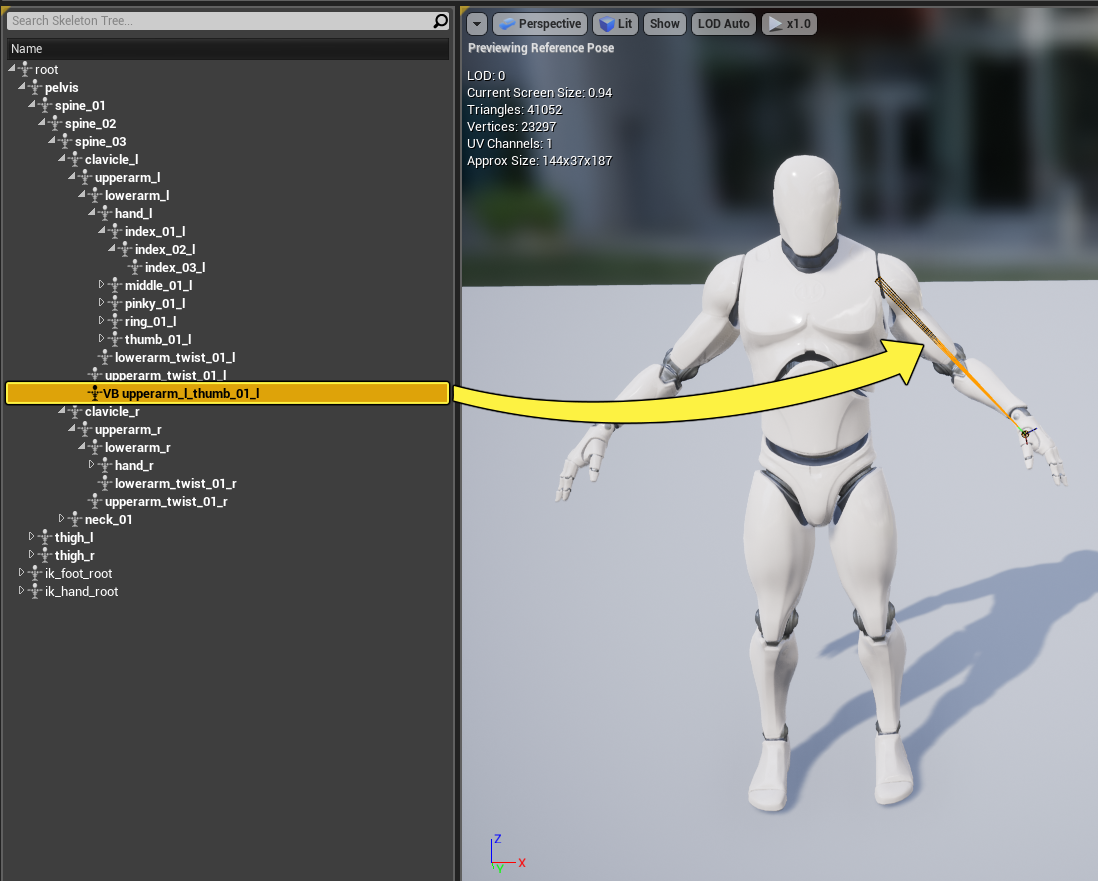 Search Skeleton Tree...
Name
root
pelvis
spine_01
spine_02
spine_03
clavicle_l
upperarm_l
lowerarm_l
hand_l
index_01_l
index_02_l
index_03_l
middle_01_l
pinky_01_l
ring_01_l
thumb_01_l
lowerarm_twist_01_l
upperarm_twist_01_l
VB upperarm_l_thumb_01_l
clavicle_r
upperarm_r
lowerarm_r
hand_r
lowerarm_twist_01_r
upperarm_twist_01_r
neck_01
thigh_l
thigh_r
ik_foot_root
ik_hand_root
Perspective Lit Show LOD Auto x1.0
Previewing Reference Pose
LOD: 0
Current Screen Size: 0.94
Triangles: 41052
Vertices: 23297
UV Channels: 1
Approx Size: 144x37x187
Z
X
Y